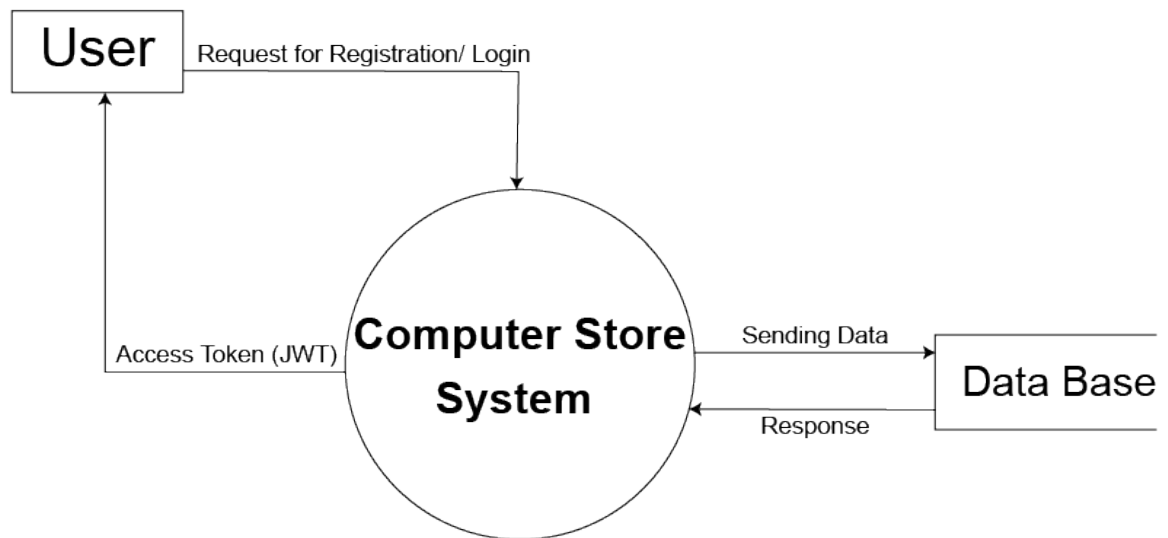 User
Request for Registration/ Login
Computer Store
System
Access Token (JWT)
Sending Data
Data Base
Response